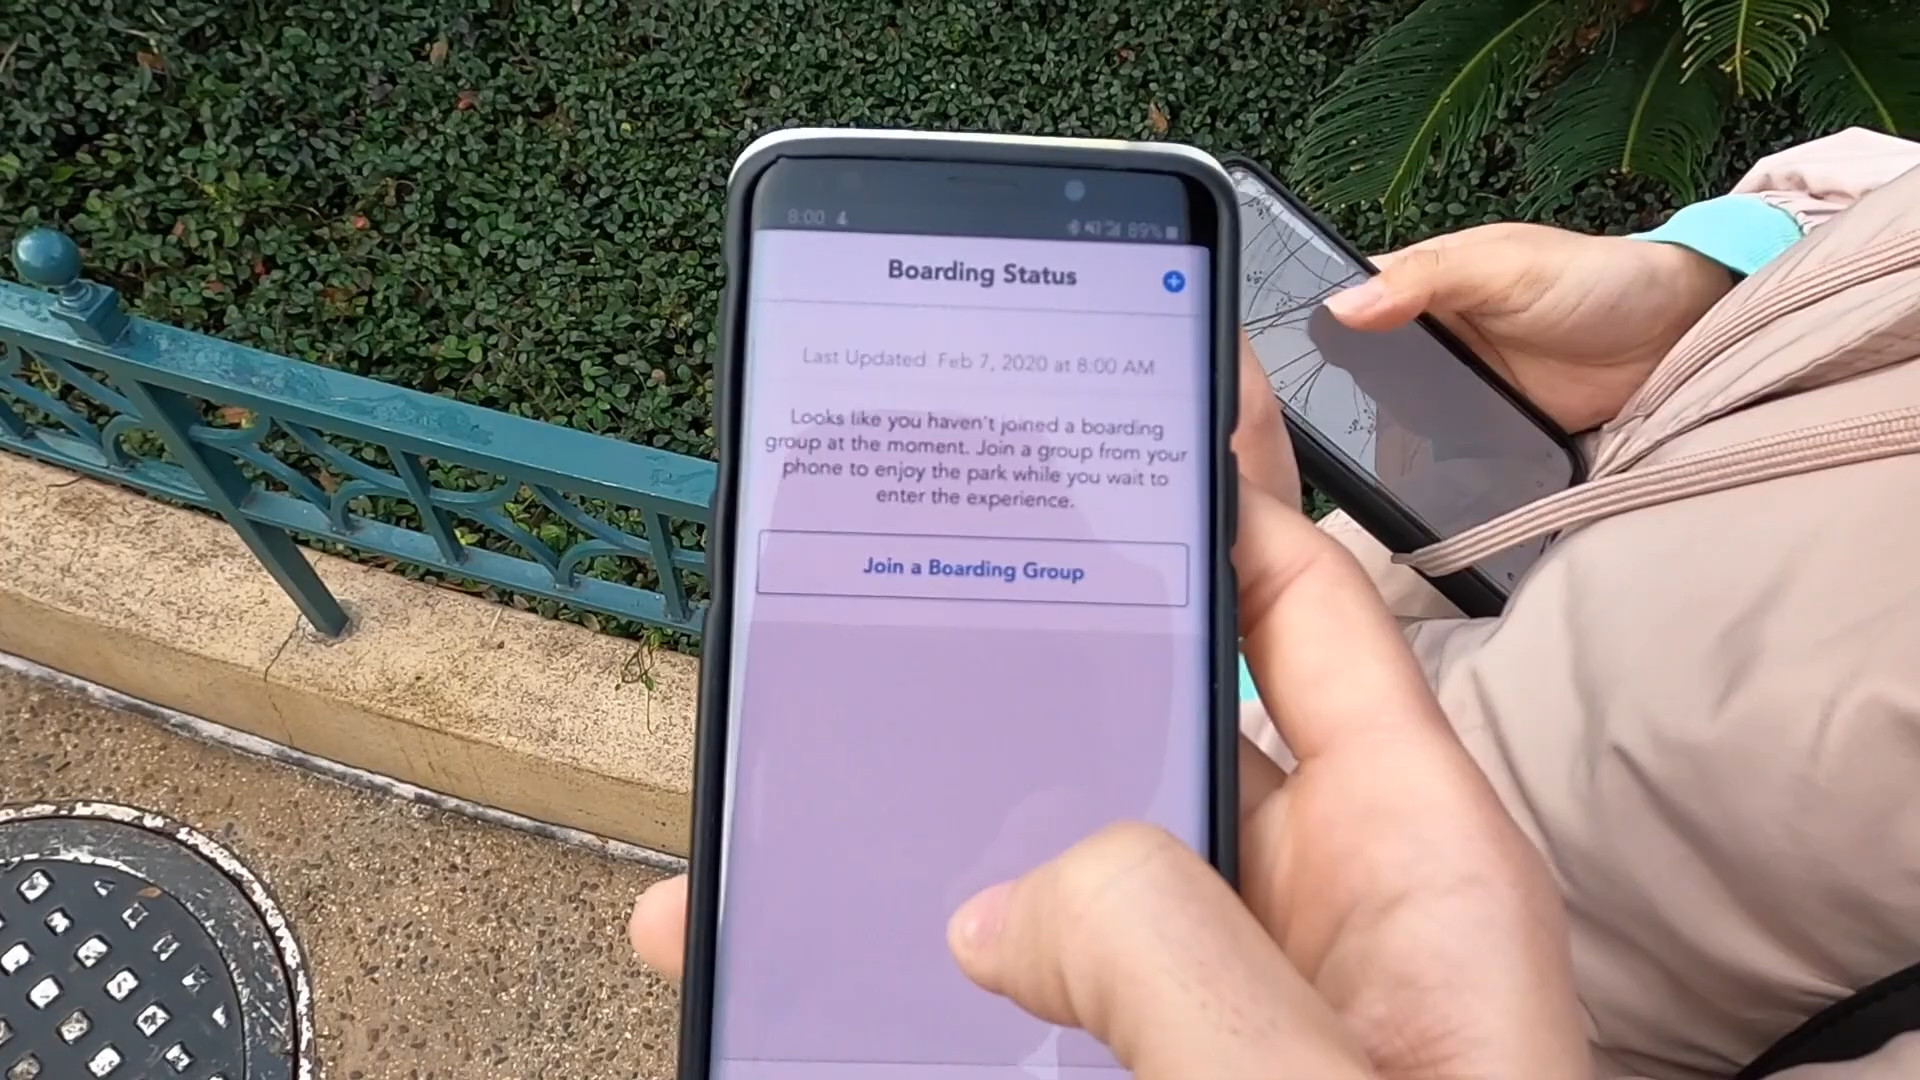 8:00
89%
Boarding Status
Last Updated: Feb 7, 2020 at 8:00 AM
Looks like you haven't joined a boarding
group at the moment. Join a group from your
phone to enjoy the park while you wait to
enter the experience.
Join a Boarding Group